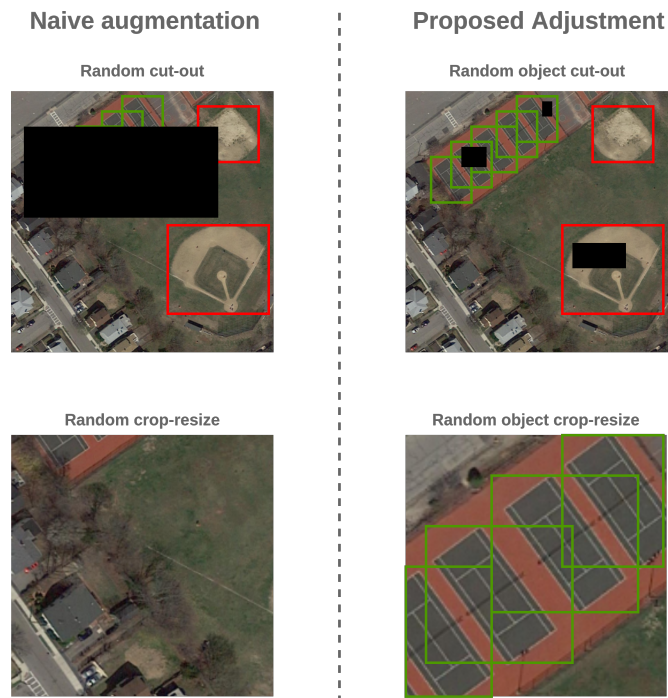 Naive augmentation
Proposed Adjustment
Random cut-out
Random object cut-out
Random crop-resize
Random object crop-resize